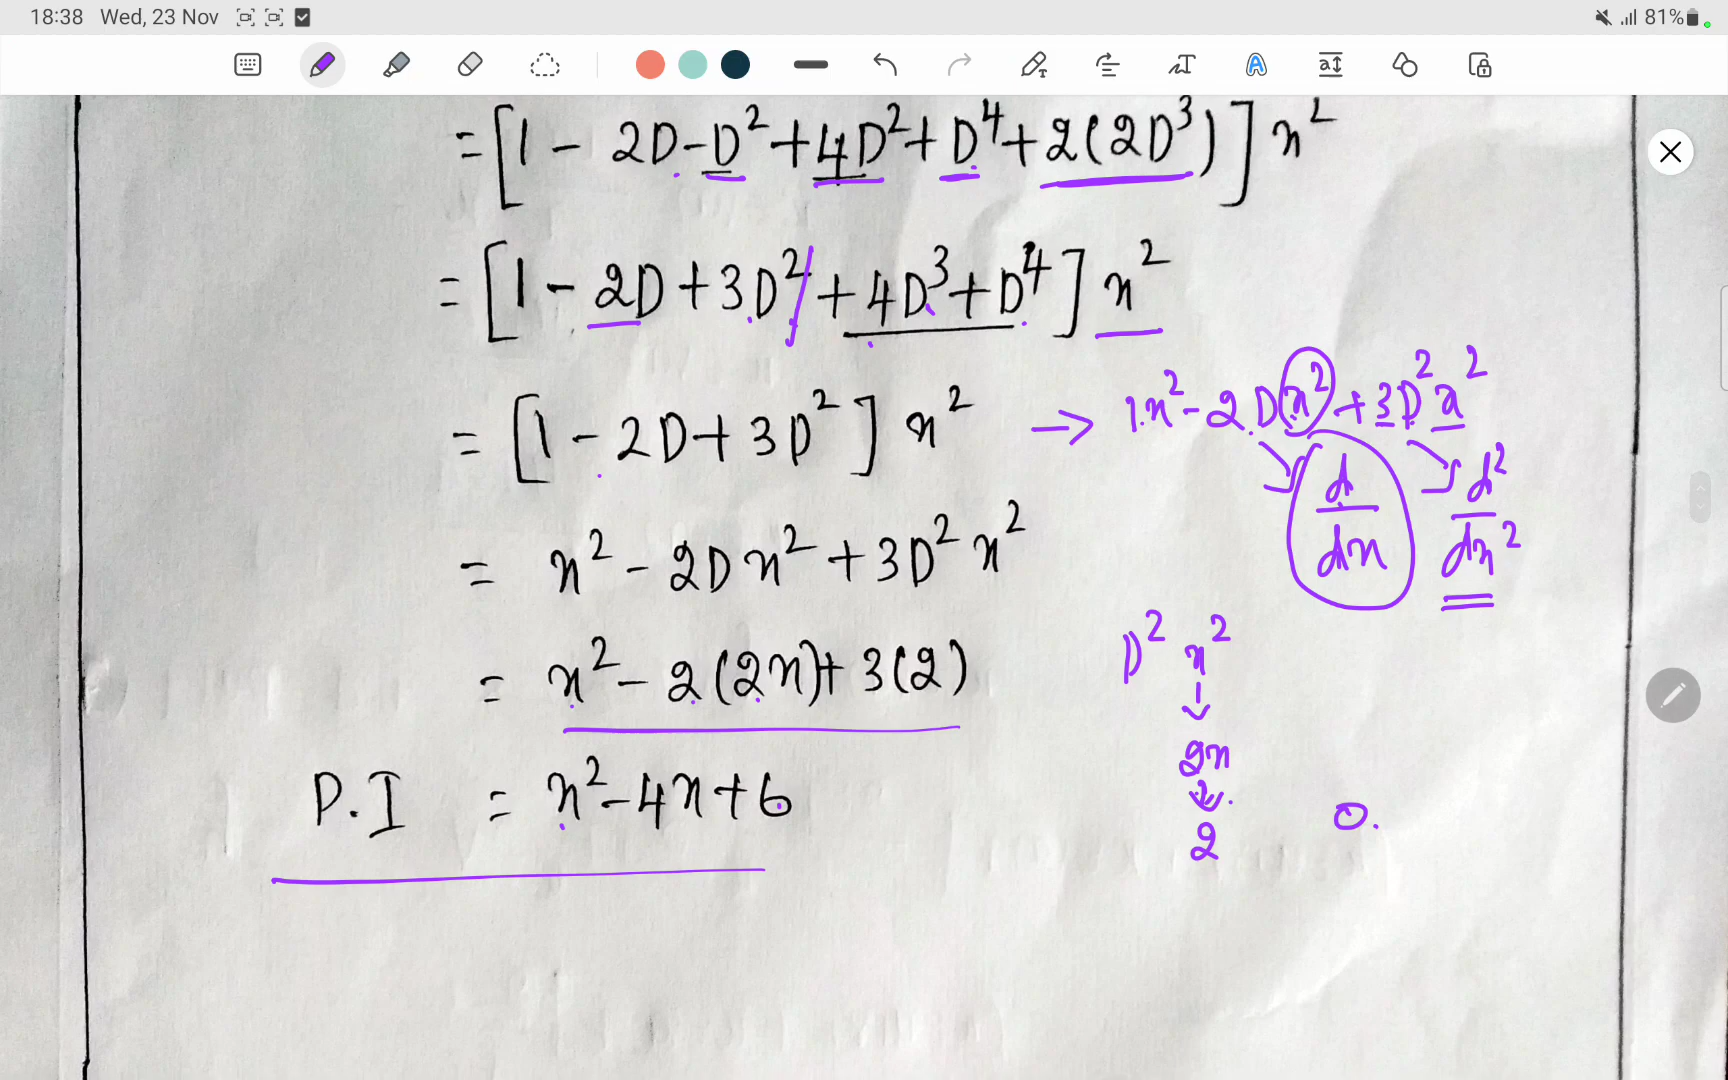 18:38 Wed, 23 Nov 81%
= [1 - 2D - D² + 4D² + D⁴ + 2(2D³)] x²
= [1 - 2D + 3D² + 4D³ + D⁴] x²
= [1 - 2D + 3D²] x² → 1.x² - 2D(x²) + 3D²x²
d/dx d²/dx²
= x² - 2Dx² + 3D²x²
= x² - 2(2x) + 3(2)
D² x²
↓
2x
↓
2
0.
P.I = x² - 4x + 6